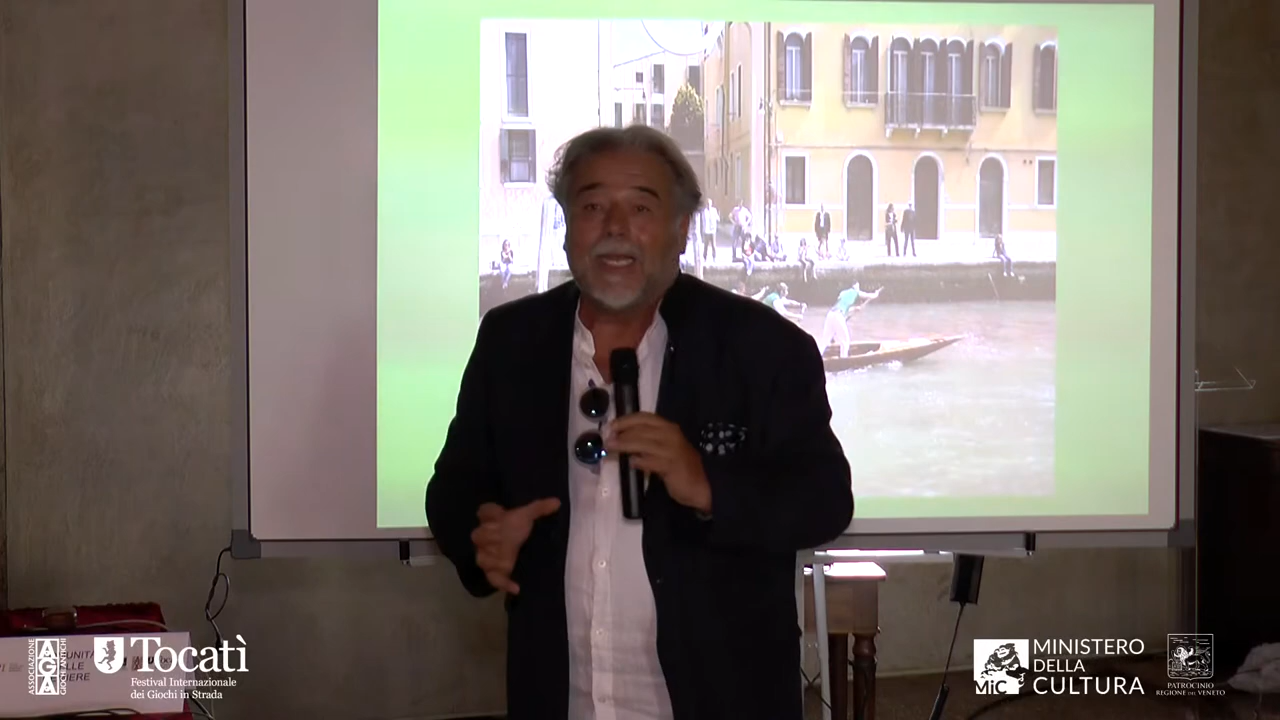 ASSOCIAZIONE
AGA
GIOCHI ANTICHI
Tocatì
Festival Internazionale
dei Giochi in Strada
MiC
MINISTERO
DELLA
CULTURA
PATROCINIO
REGIONE DEL VENETO